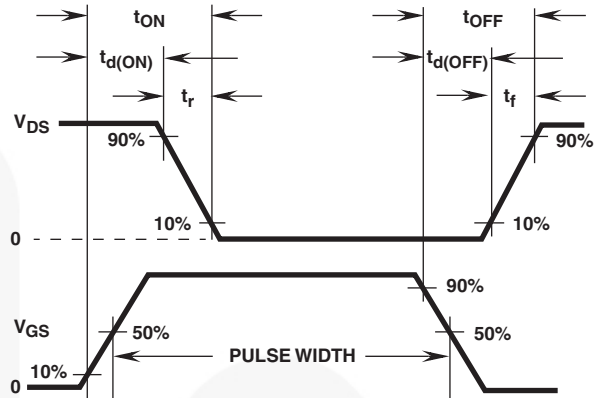 tON tOFF
td(ON) td(OFF)
tr tf
VDS
90% 90%
10% 10%
0
90%
VGS 50% 50%
PULSE WIDTH
10%
0